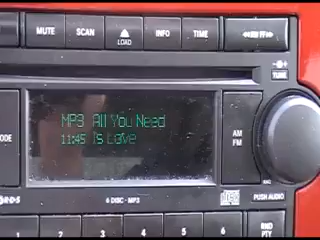 MUTE SCAN LOAD INFO TIME
TUNE
MP3 All You Need
11:45 Is Love
AM
FM
6 DISC - MP3
PUSH AUDIO
1 2 3 4 5 6 RND
PTY